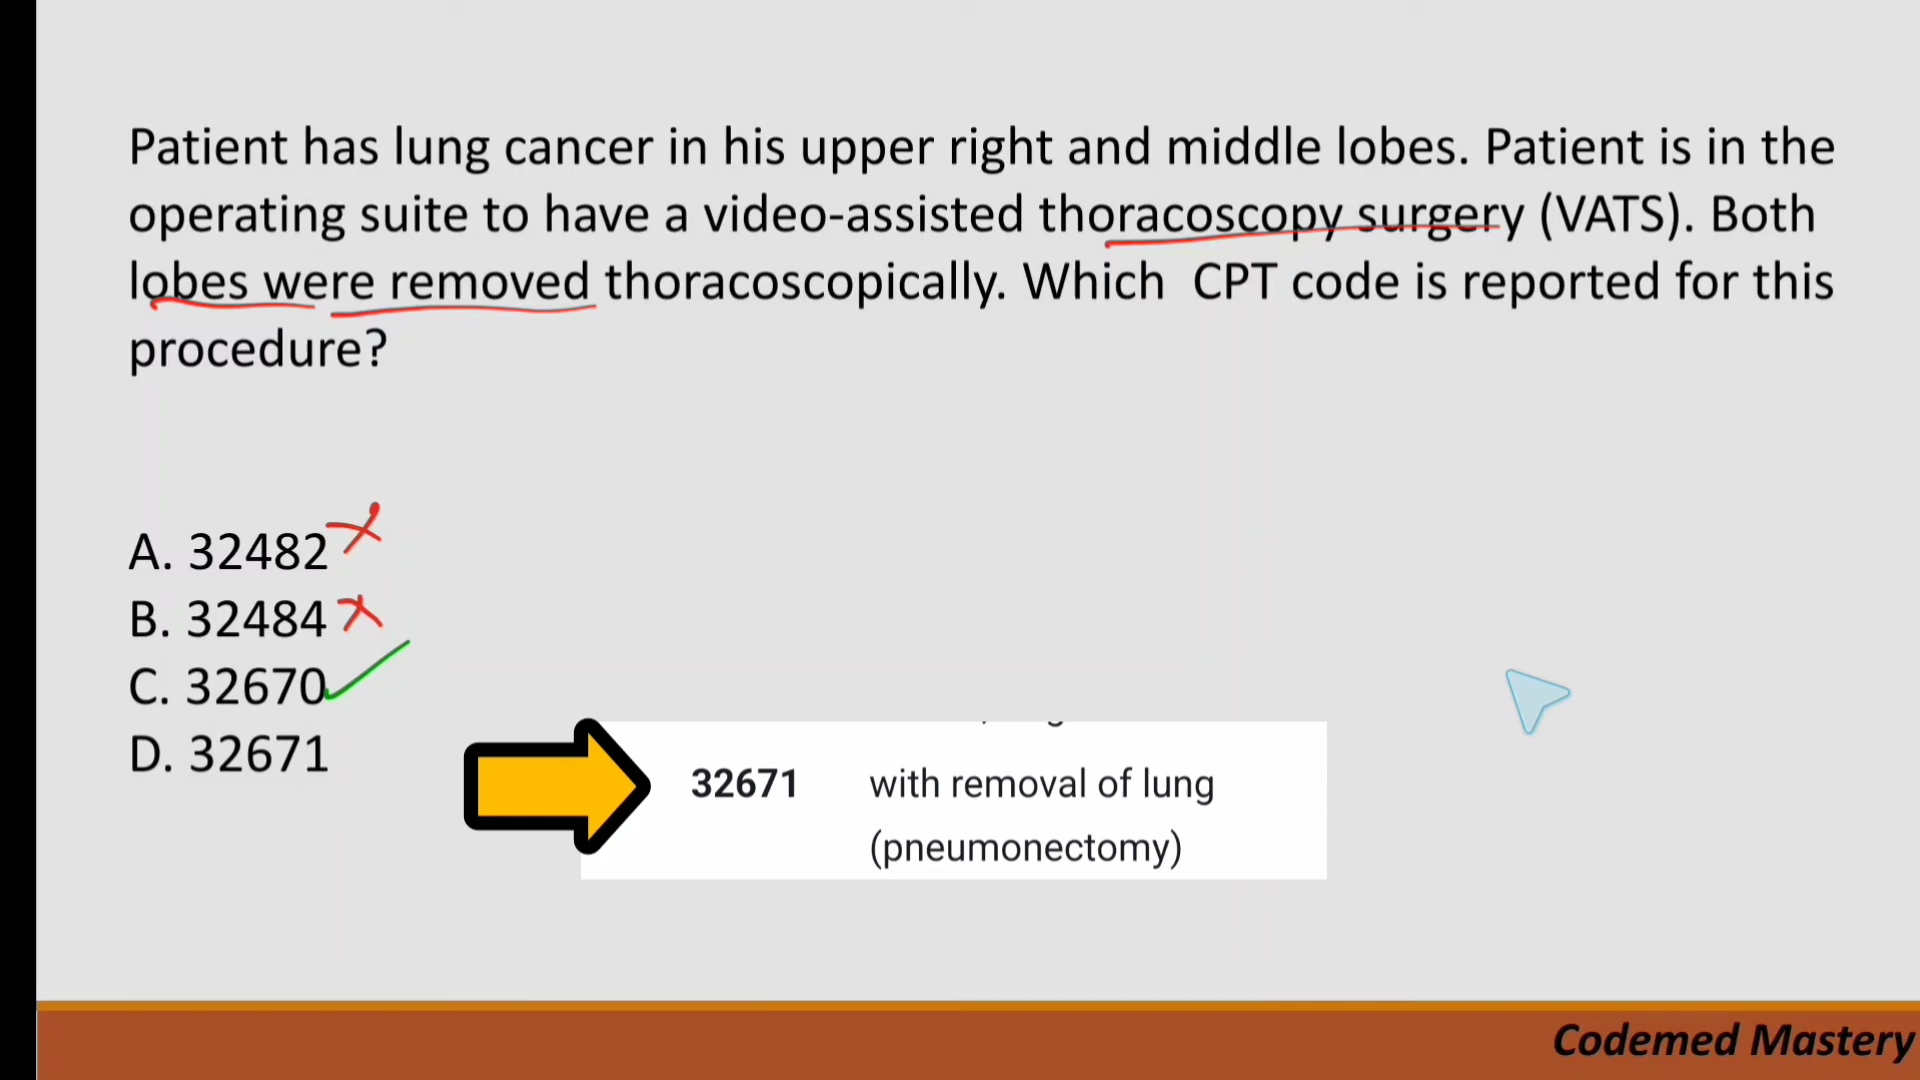 Patient has lung cancer in his upper right and middle lobes. Patient is in the
operating suite to have a video-assisted thoracoscopy surgery (VATS). Both
lobes were removed thoracoscopically. Which CPT code is reported for this
procedure?
A. 32482
B. 32484
C. 32670
D. 32671
32671 with removal of lung
(pneumonectomy)
Codemed Mastery